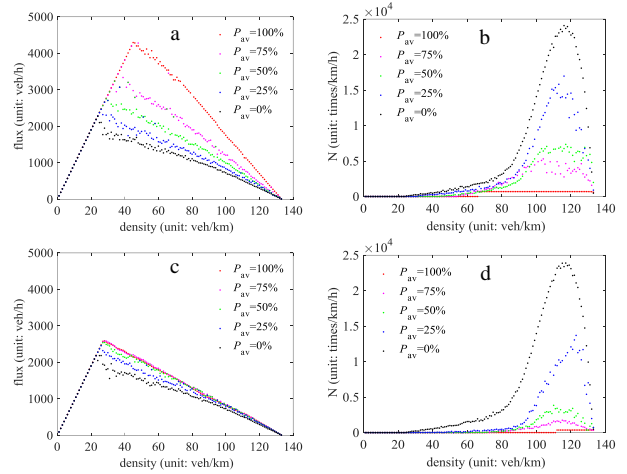 a
P_av=100%
P_av=75%
P_av=50%
P_av=25%
P_av=0%
5000
4000
3000
2000
1000
0
flux (unit: veh/h)
0 20 40 60 80 100 120 140
density (unit: veh/km)
×10^4
b
P_av=100%
P_av=75%
P_av=50%
P_av=25%
P_av=0%
2.5
2.0
1.5
1.0
0.5
0
N (unit: times/km/h)
0 20 40 60 80 100 120 140
density (unit: veh/km)
c
P_av=100%
P_av=75%
P_av=50%
P_av=25%
P_av=0%
5000
4000
3000
2000
1000
0
flux (unit: veh/h)
0 20 40 60 80 100 120 140
density (unit: veh/km)
×10^4
d
P_av=100%
P_av=75%
P_av=50%
P_av=25%
P_av=0%
2.5
2.0
1.5
1.0
0.5
0
N (unit: times/km/h)
0 20 40 60 80 100 120 140
density (unit: veh/km)